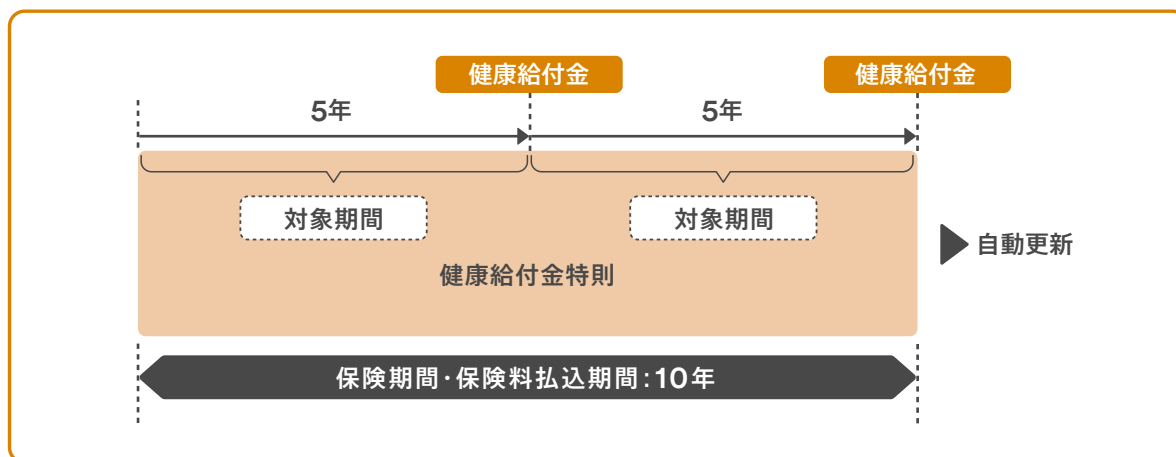 健康給付金
健康給付金
5年
5年
対象期間
対象期間
自動更新
健康給付金特則
保険期間・保険料払込期間:10年